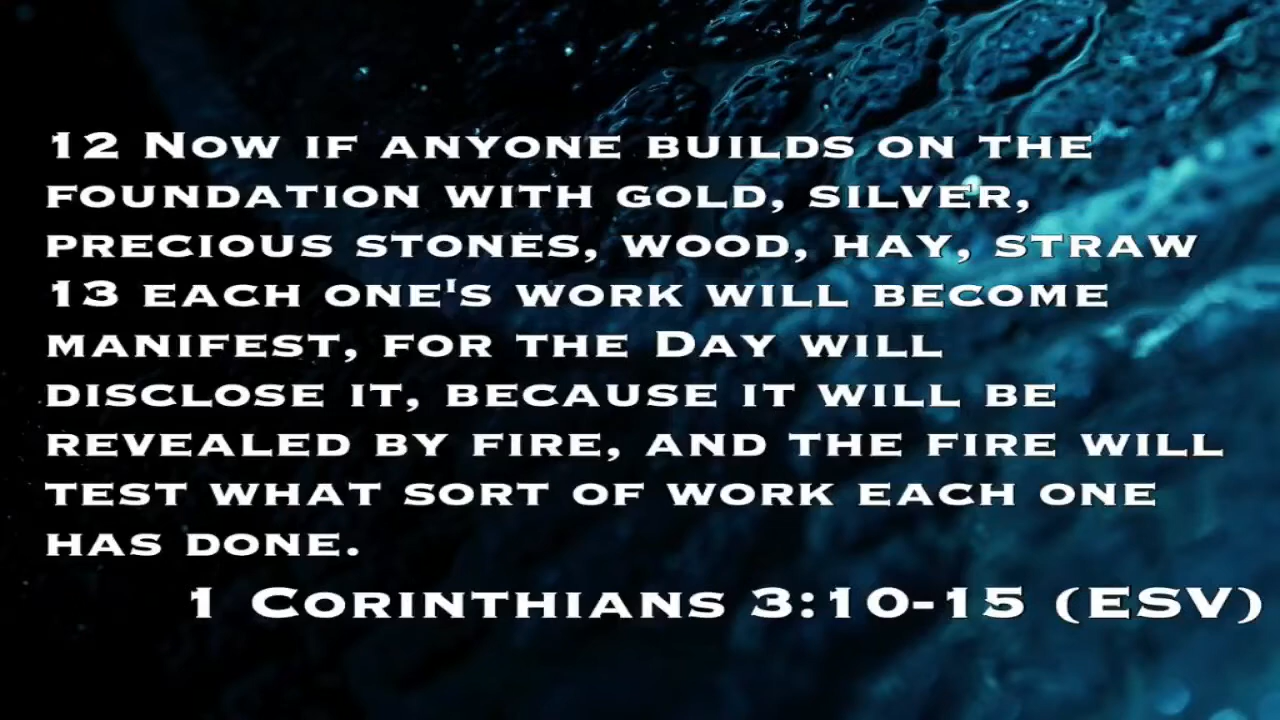 12 Now if anyone builds on the
foundation with gold, silver,
precious stones, wood, hay, straw
13 each one's work will become
manifest, for the Day will
disclose it, because it will be
revealed by fire, and the fire will
test what sort of work each one
has done.
1 Corinthians 3:10-15 (ESV)